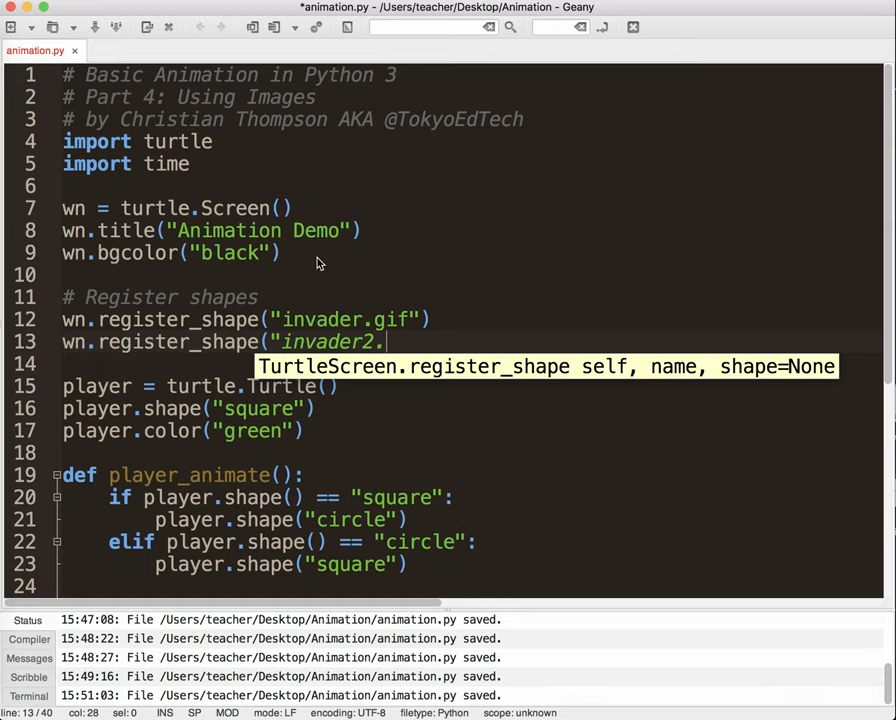 *animation.py - /Users/teacher/Desktop/Animation - Geany
animation.py ×
1 # Basic Animation in Python 3
2 # Part 4: Using Images
3 # by Christian Thompson AKA @TokyoEdTech
4 import turtle
5 import time
6
7 wn = turtle.Screen()
8 wn.title("Animation Demo")
9 wn.bgcolor("black")
10
11 # Register shapes
12 wn.register_shape("invader.gif")
13 wn.register_shape("invader2.
14 TurtleScreen.register_shape self, name, shape=None
15 player = turtle.Turtle()
16 player.shape("square")
17 player.color("green")
18
19 def player_animate():
20 if player.shape() == "square":
21 player.shape("circle")
22 elif player.shape() == "circle":
23 player.shape("square")
24
Status 15:47:08: File /Users/teacher/Desktop/Animation/animation.py saved.
Compiler 15:48:22: File /Users/teacher/Desktop/Animation/animation.py saved.
Messages 15:48:27: File /Users/teacher/Desktop/Animation/animation.py saved.
Scribble 15:49:16: File /Users/teacher/Desktop/Animation/animation.py saved.
Terminal 15:51:03: File /Users/teacher/Desktop/Animation/animation.py saved.
line: 13 / 40 col: 28 sel: 0 INS SP MOD mode: LF encoding: UTF-8 filetype: Python scope: unknown